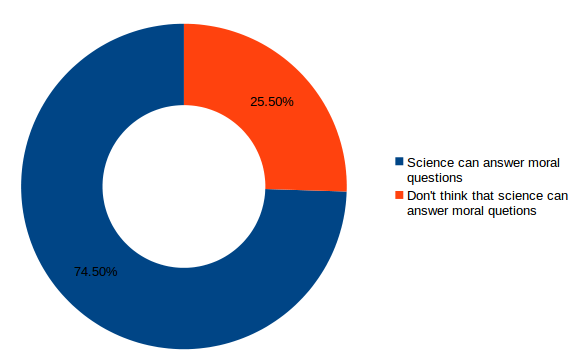 25.50%
Science can answer moral
questions
Don't think that science can
answer moral quetions
74.50%